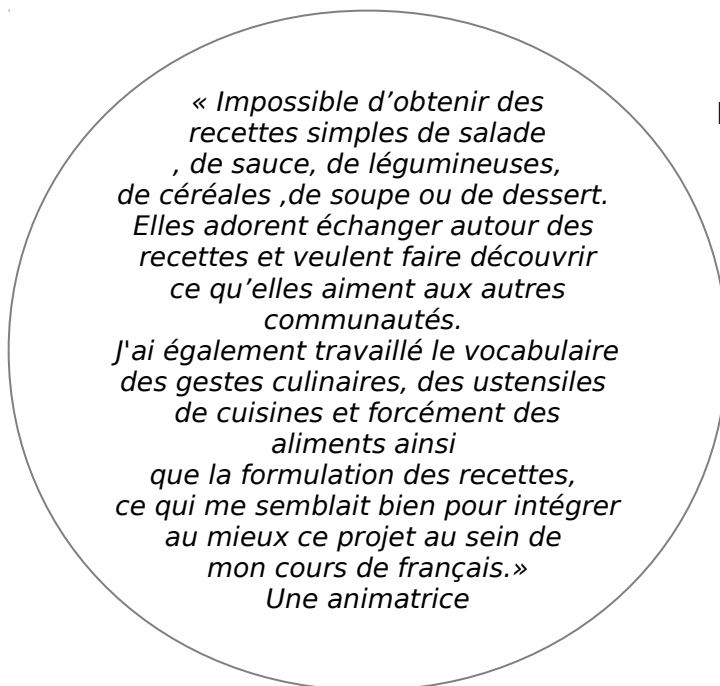 « Impossible d’obtenir des
recettes simples de salade
, de sauce, de légumineuses,
de céréales ,de soupe ou de dessert.
Elles adorent échanger autour des
recettes et veulent faire découvrir
ce qu’elles aiment aux autres
communautés.
J'ai également travaillé le vocabulaire
des gestes culinaires, des ustensiles
de cuisines et forcément des
aliments ainsi
que la formulation des recettes,
ce qui me semblait bien pour intégrer
au mieux ce projet au sein de
mon cours de français.»
Une animatrice